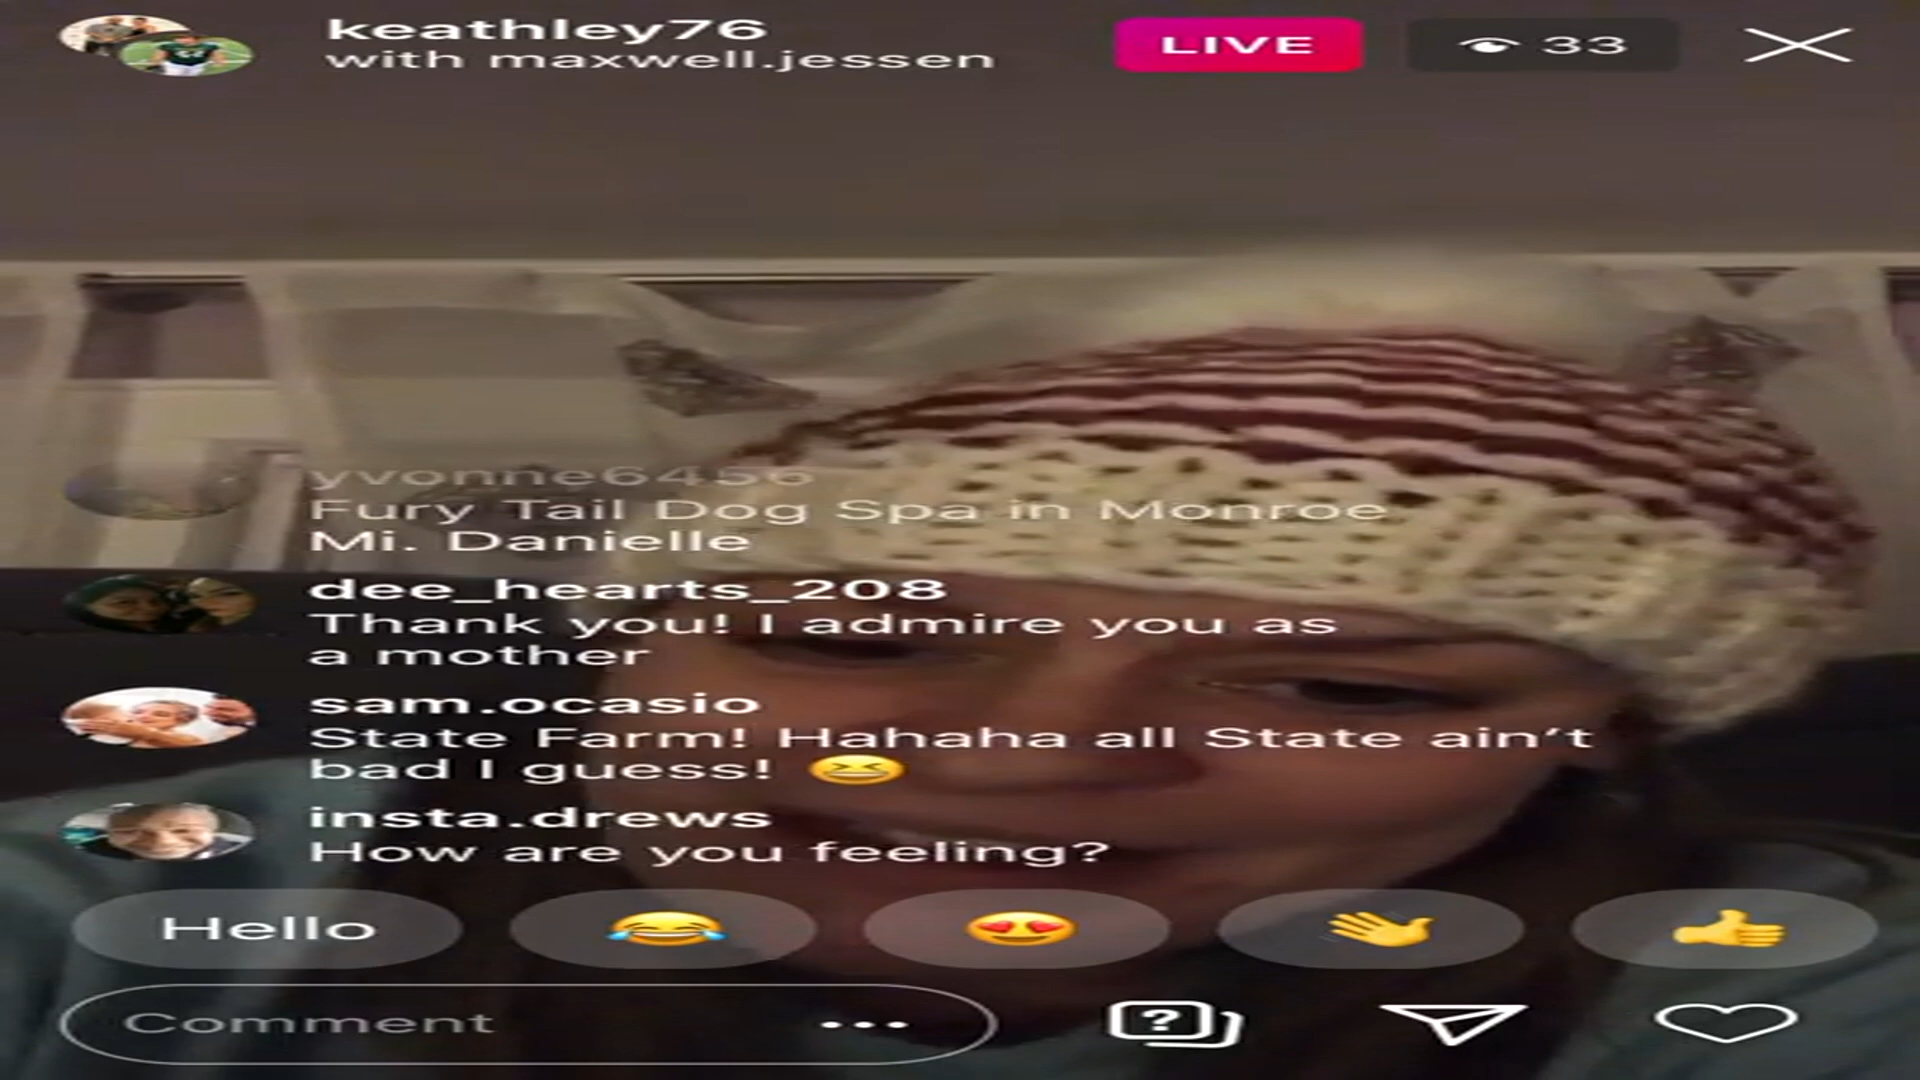 keathley76
with maxwell.jessen
LIVE
33
yvonne6456
Fury Tail Dog Spa in Monroe
Mi. Danielle
dee_hearts_208
Thank you! I admire you as
a mother
sam.ocasio
State Farm! Hahaha all State ain't
bad I guess! 😆
insta.drews
How are you feeling?
Hello 😂 😍 👋 👍
Comment